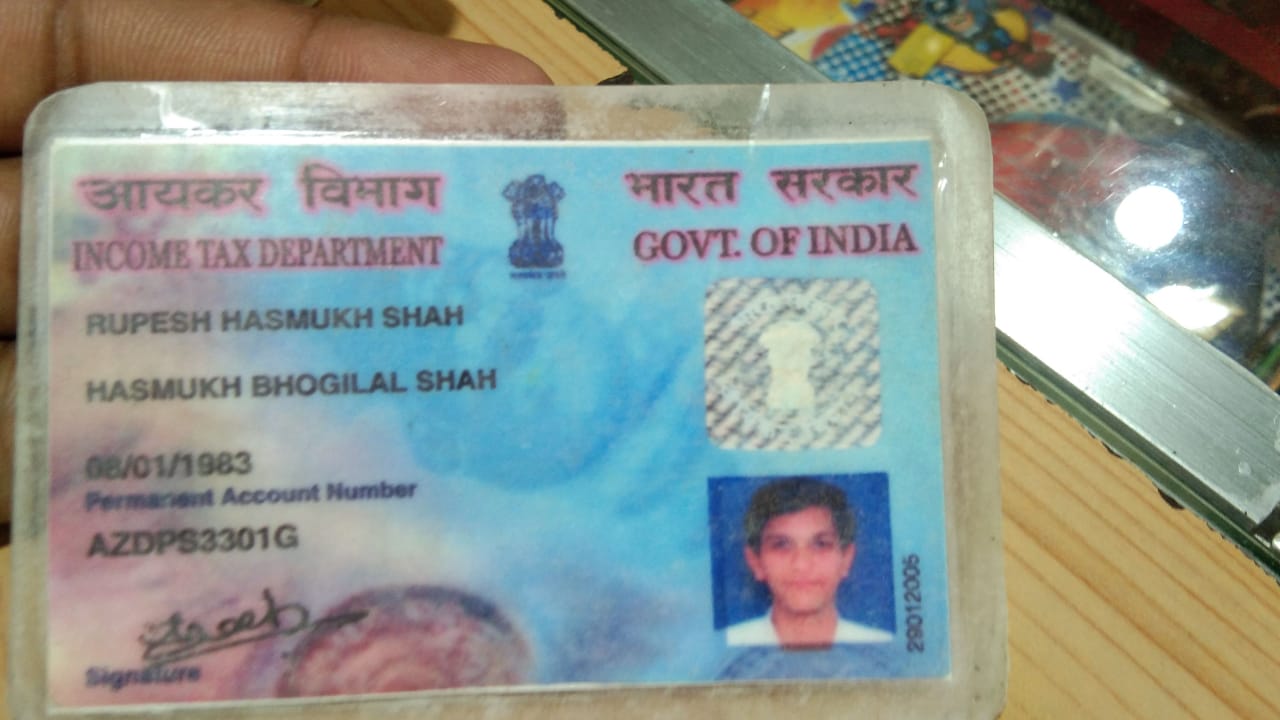 आयकर विभाग
INCOME TAX DEPARTMENT
भारत सरकार
GOVT. OF INDIA
RUPESH HASMUKH SHAH
HASMUKH BHOGILAL SHAH
08/01/1983
Permanent Account Number
AZDPS3301G
Signature
29012005